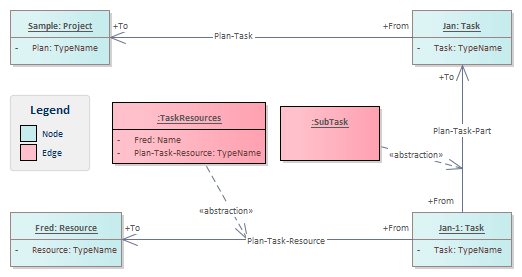 Sample: Project
- Plan: TypeName
+To
Plan-Task
+From
Jan: Task
- Task: TypeName
+To
Legend
Node
Edge
:TaskResources
- Fred: Name
- Plan-Task-Resource: TypeName
:SubTask
Plan-Task-Part
«abstraction»
+From
«abstraction»
Fred: Resource
- Resource: TypeName
+To
Plan-Task-Resource
+From
Jan-1: Task
- Task: TypeName